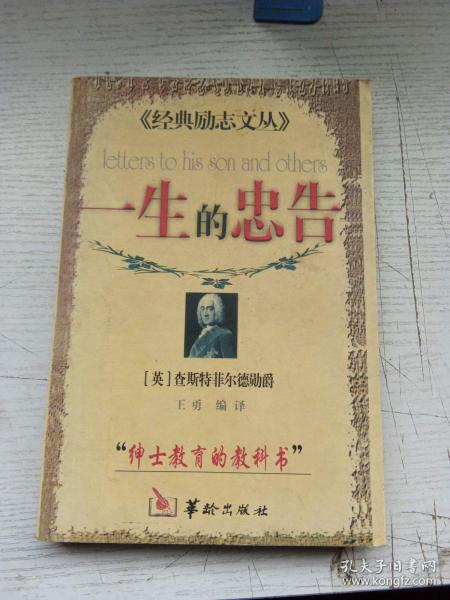 《经典励志文丛》
letters to his son and others
一生的忠告
[英]查斯特菲尔德勋爵
王勇 编译
“绅士教育的教科书”
華龄出版社
孔夫子旧书网
www.kongfz.com